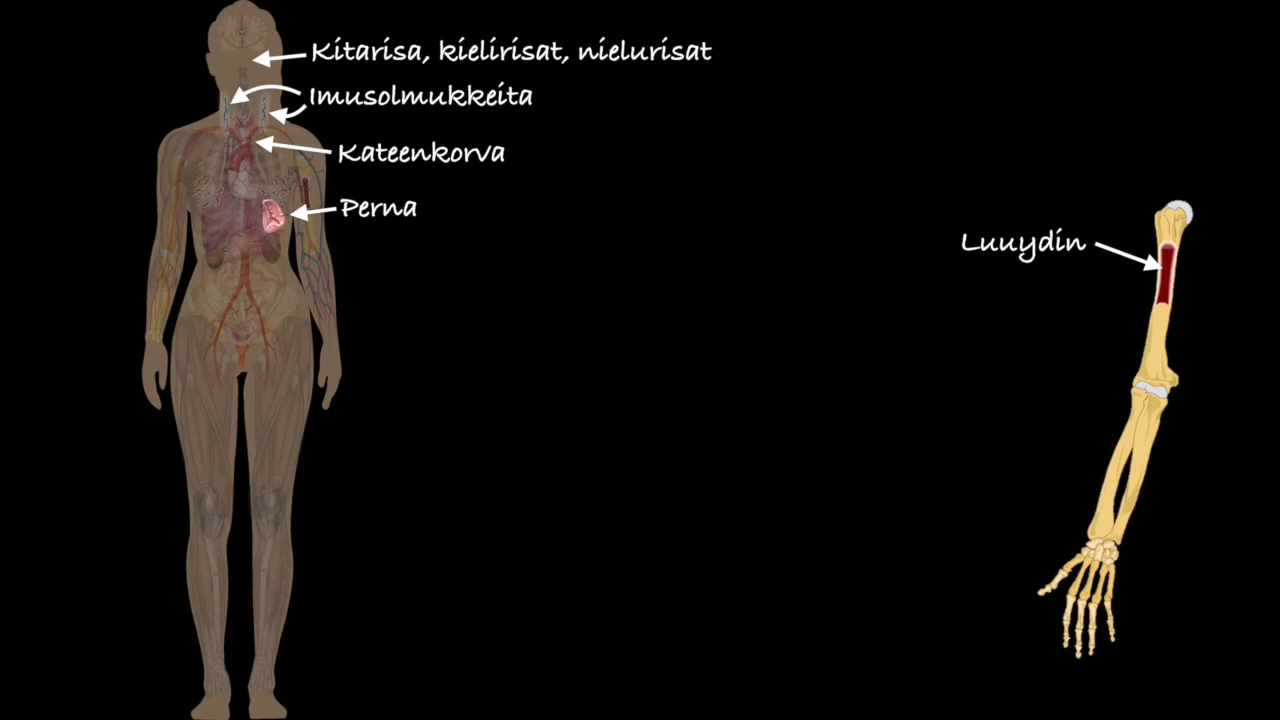 Kitarisa, kielirisat, nielurisat
Imusolmukkeita
Kateenkorva
Perna
Luuydin